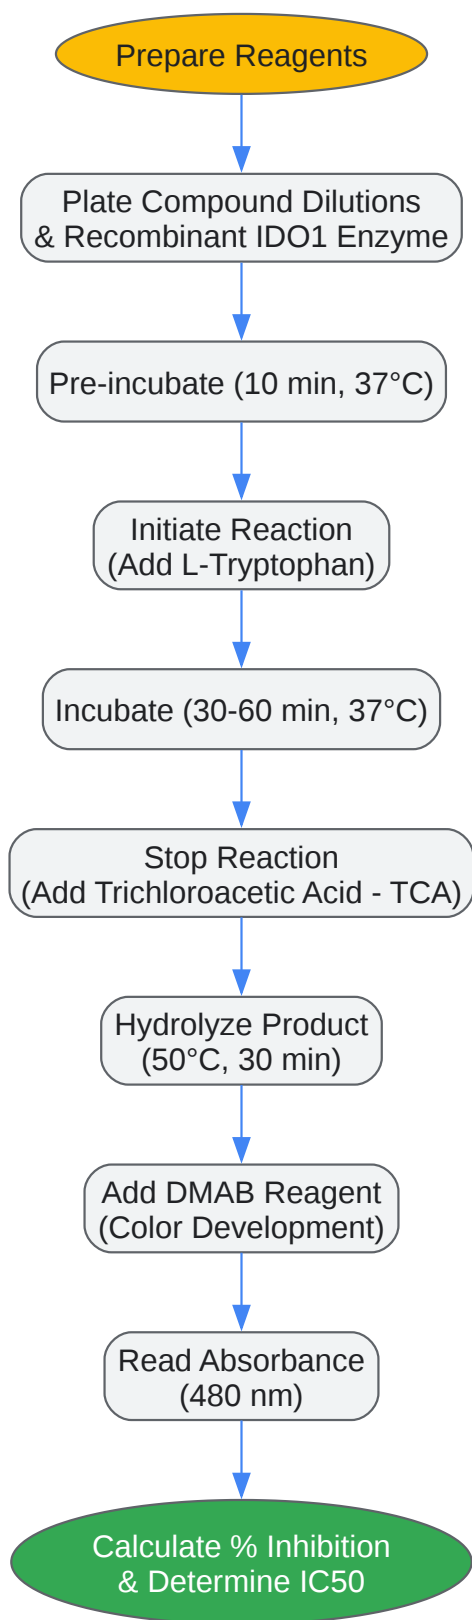 Prepare Reagents
Plate Compound Dilutions
& Recombinant IDO1 Enzyme
Pre-incubate (10 min, 37°C)
Initiate Reaction
(Add L-Tryptophan)
Incubate (30-60 min, 37°C)
Stop Reaction
(Add Trichloroacetic Acid - TCA)
Hydrolyze Product
(50°C, 30 min)
Add DMAB Reagent
(Color Development)
Read Absorbance
(480 nm)
Calculate % Inhibition
& Determine IC50